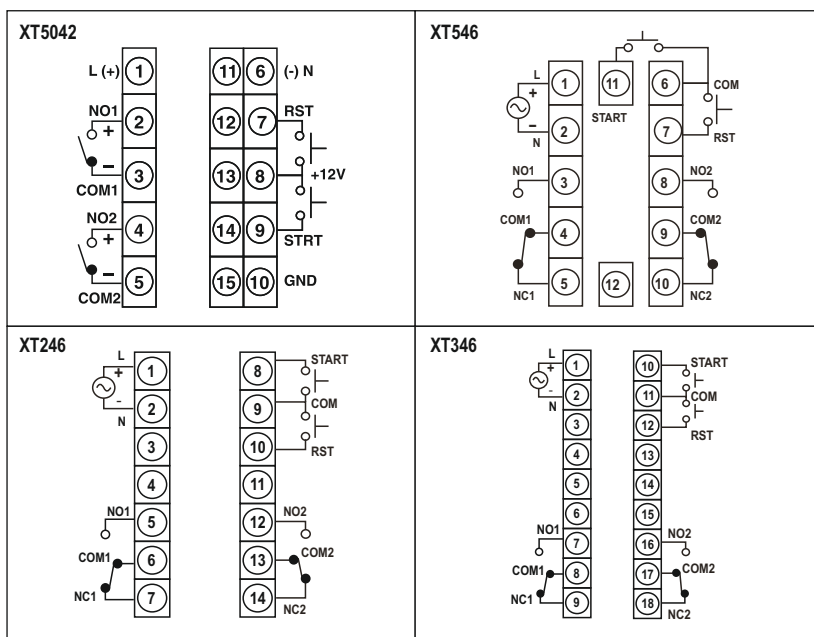 XT5042
L (+) 1 11 6 (-) N
NO1 2 12 7 RST
+
−
COM1 3 13 8 +12V
NO2 4 14 9 STRT
+
−
COM2 5 15 10 GND
XT546
L 1 11 6 COM
+
START
−
N 2 7 RST
NO1 3 8 NO2
COM1 4 9 COM2
NC1 5 12 10 NC2
XT246
L 1 8 START
+
-
N 2 9 COM
3 10 RST
4 11
NO1 5 12 NO2
COM1 6 13 COM2
NC1 7 14 NC2
XT346
L 1 10 START
+
-
N 2 11 COM
3 12 RST
4 13
5 14
6 15
NO1 7 16 NO2
COM1 8 17 COM2
NC1 9 18 NC2